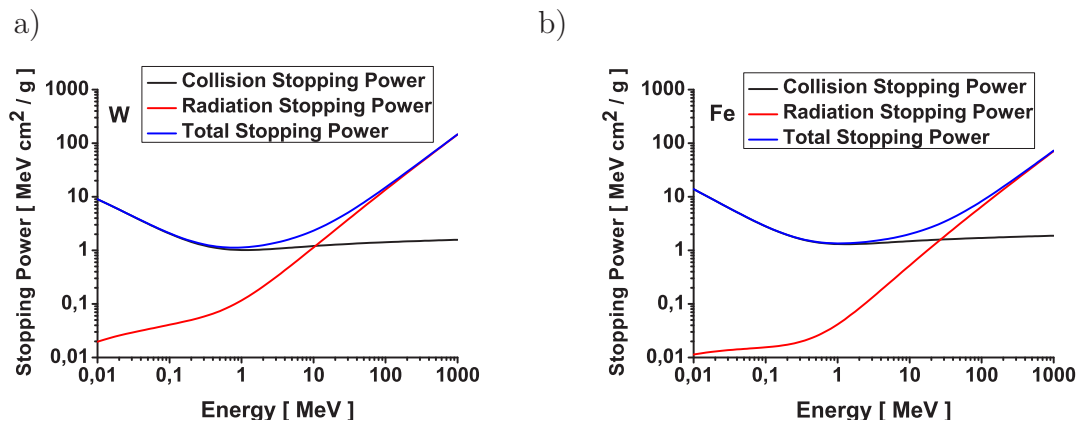 a)
Stopping Power [ MeV cm² / g ]
1000
100
10
1
0,1
0,01
W
Collision Stopping Power
Radiation Stopping Power
Total Stopping Power
0,01 0,1 1 10 100 1000
Energy [ MeV ]
b)
Stopping Power [ MeV cm² / g ]
1000
100
10
1
0,1
0,01
Fe
Collision Stopping Power
Radiation Stopping Power
Total Stopping Power
0,01 0,1 1 10 100 1000
Energy [ MeV ]